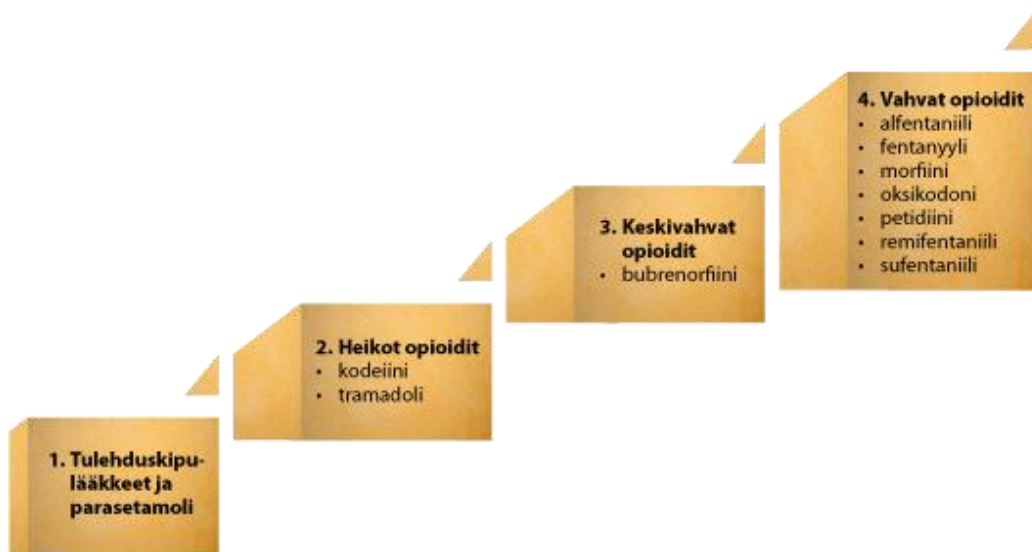 1. Tulehduskipu-
lääkkeet ja
parasetamoli
2. Heikot opioidit
• kodeiini
• tramadoli
3. Keskivahvat
opioidit
• bubrenorfiini
4. Vahvat opioidit
• alfentaniili
• fentanyyli
• morfiini
• oksikodoni
• petidiini
• remifentaniili
• sufentaniili